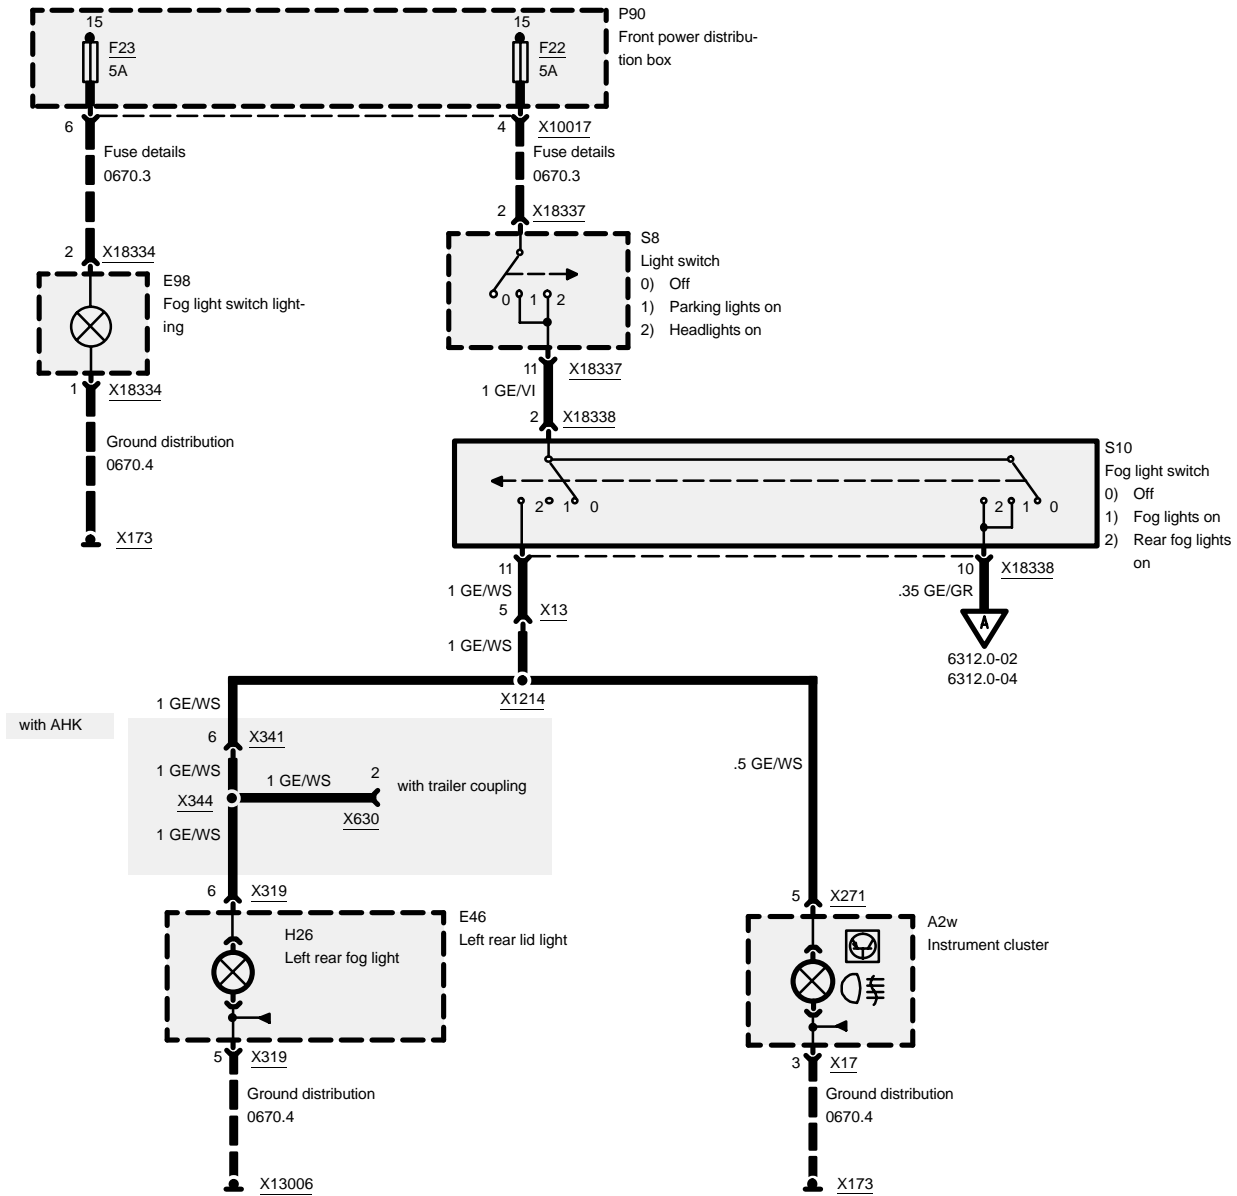 P90
Front power distribu-
tion box
15
F23
5A
15
F22
5A
6
4
X10017
Fuse details
0670.3
Fuse details
0670.3
2
X18337
2
X18334
E98
Fog light switch light-
ing
S8
Light switch
0) Off
1) Parking lights on
2) Headlights on
0 1 2
1
X18334
11
X18337
1 GE/VI
2
X18338
Ground distribution
0670.4
X173
S10
Fog light switch
0) Off
1) Fog lights on
2) Rear fog lights
on
2 1 0
2 1 0
11
10
X18338
1 GE/WS
.35 GE/GR
5
X13
A
1 GE/WS
6312.0-02
6312.0-04
X1214
1 GE/WS
with AHK
6
X341
1 GE/WS
1 GE/WS
2
with trailer coupling
X344
X630
1 GE/WS
.5 GE/WS
6
X319
5
X271
E46
Left rear lid light
H26
Left rear fog light
A2w
Instrument cluster
5
X319
3
X17
Ground distribution
0670.4
Ground distribution
0670.4
X13006
X173